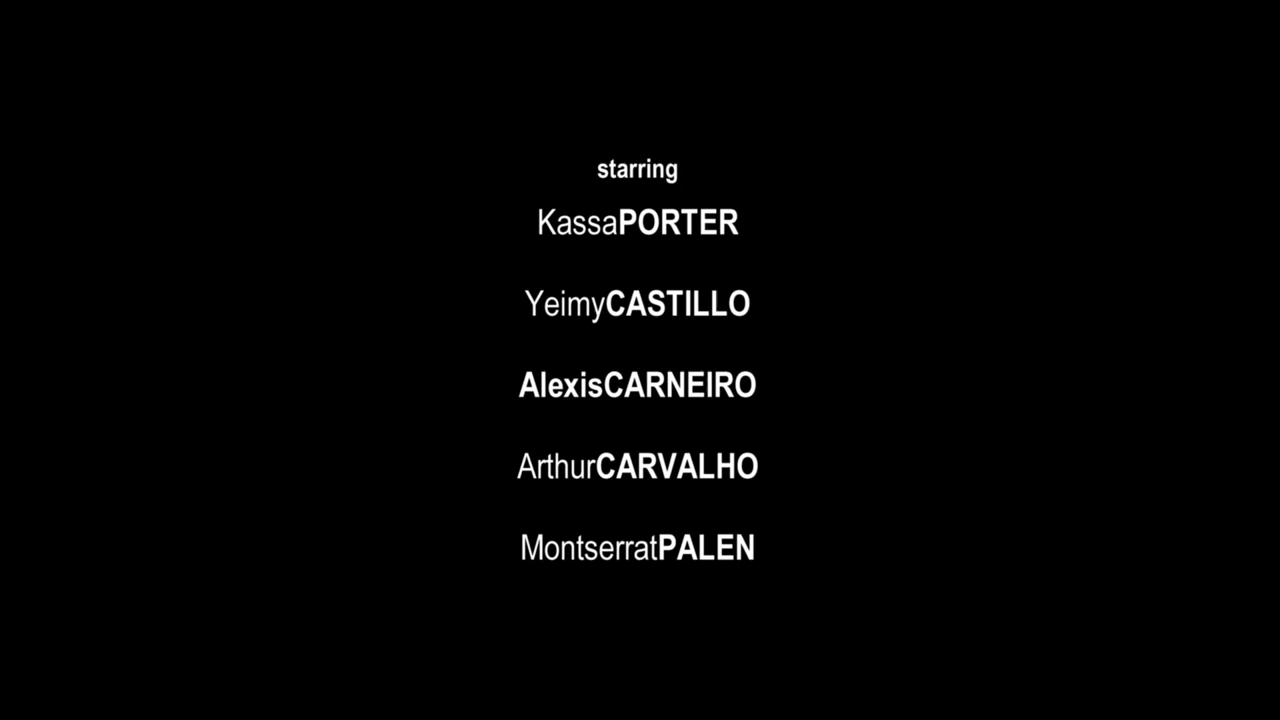 starring
KassaPORTER
YeimyCASTILLO
AlexisCARNEIRO
ArthurCARVALHO
MontserratPALEN